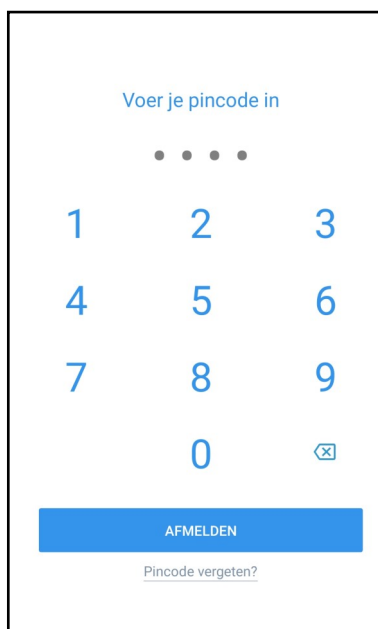 Voer je pincode in
1 2 3
4 5 6
7 8 9
0
AFMELDEN
Pincode vergeten?